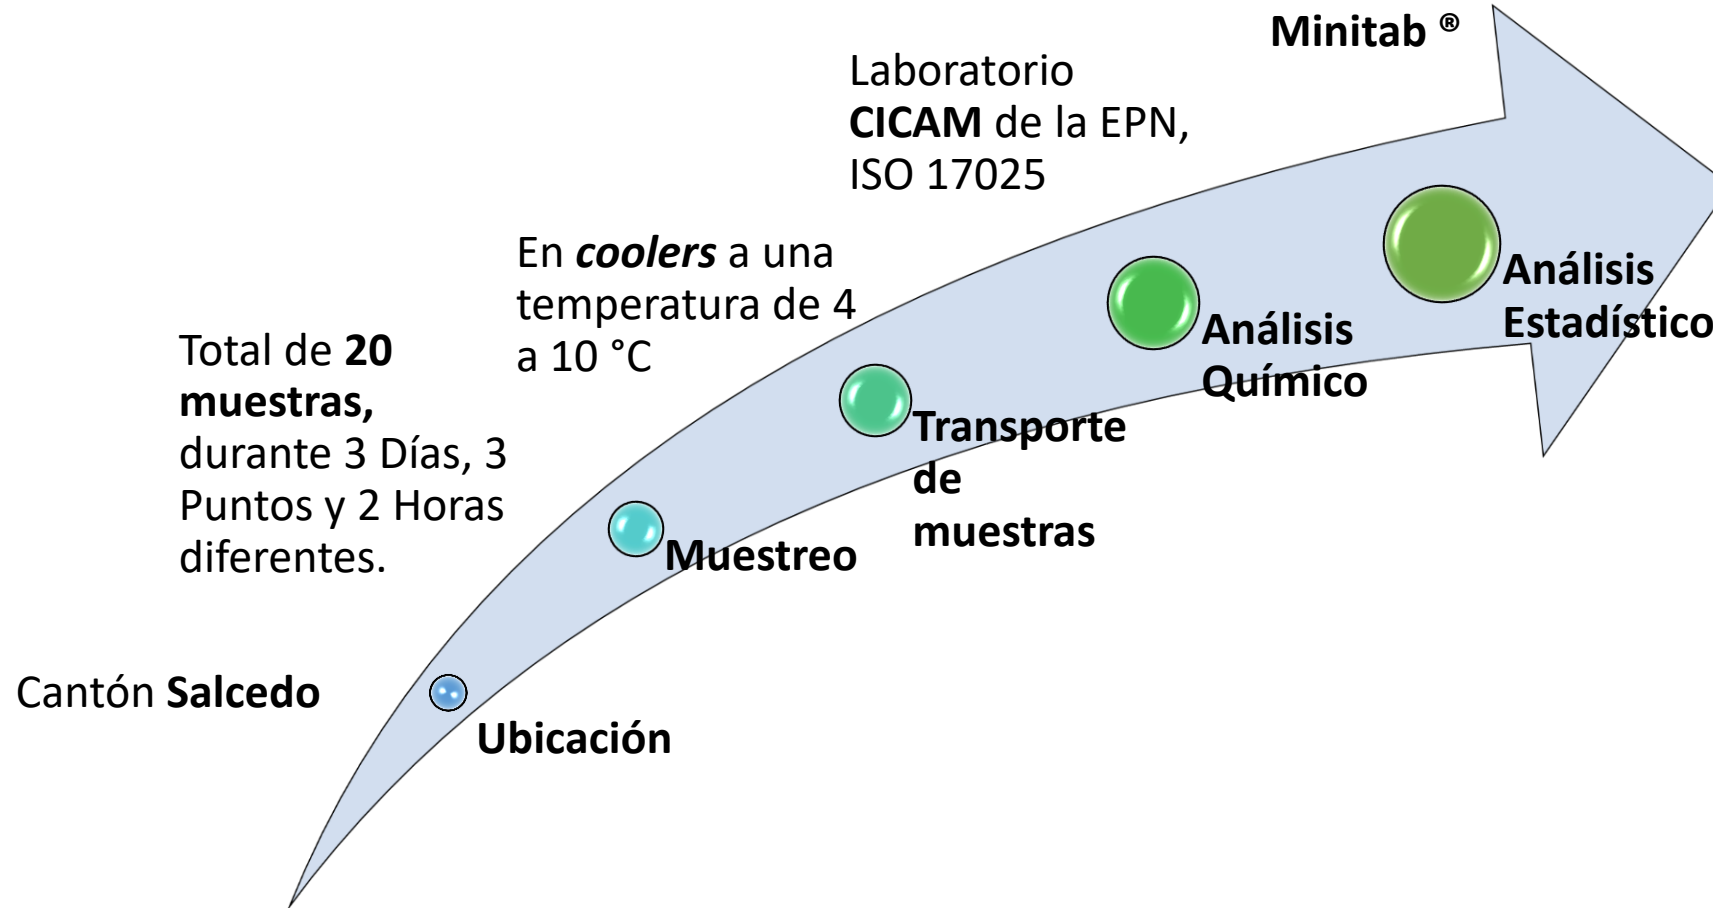 Cantón Salcedo
Ubicación
Total de 20
muestras,
durante 3 Días, 3
Puntos y 2 Horas
diferentes.
Muestreo
En coolers a una
temperatura de 4
a 10 °C
Transporte
de
muestras
Laboratorio
CICAM de la EPN,
ISO 17025
Análisis
Químico
Minitab ®
Análisis
Estadístico